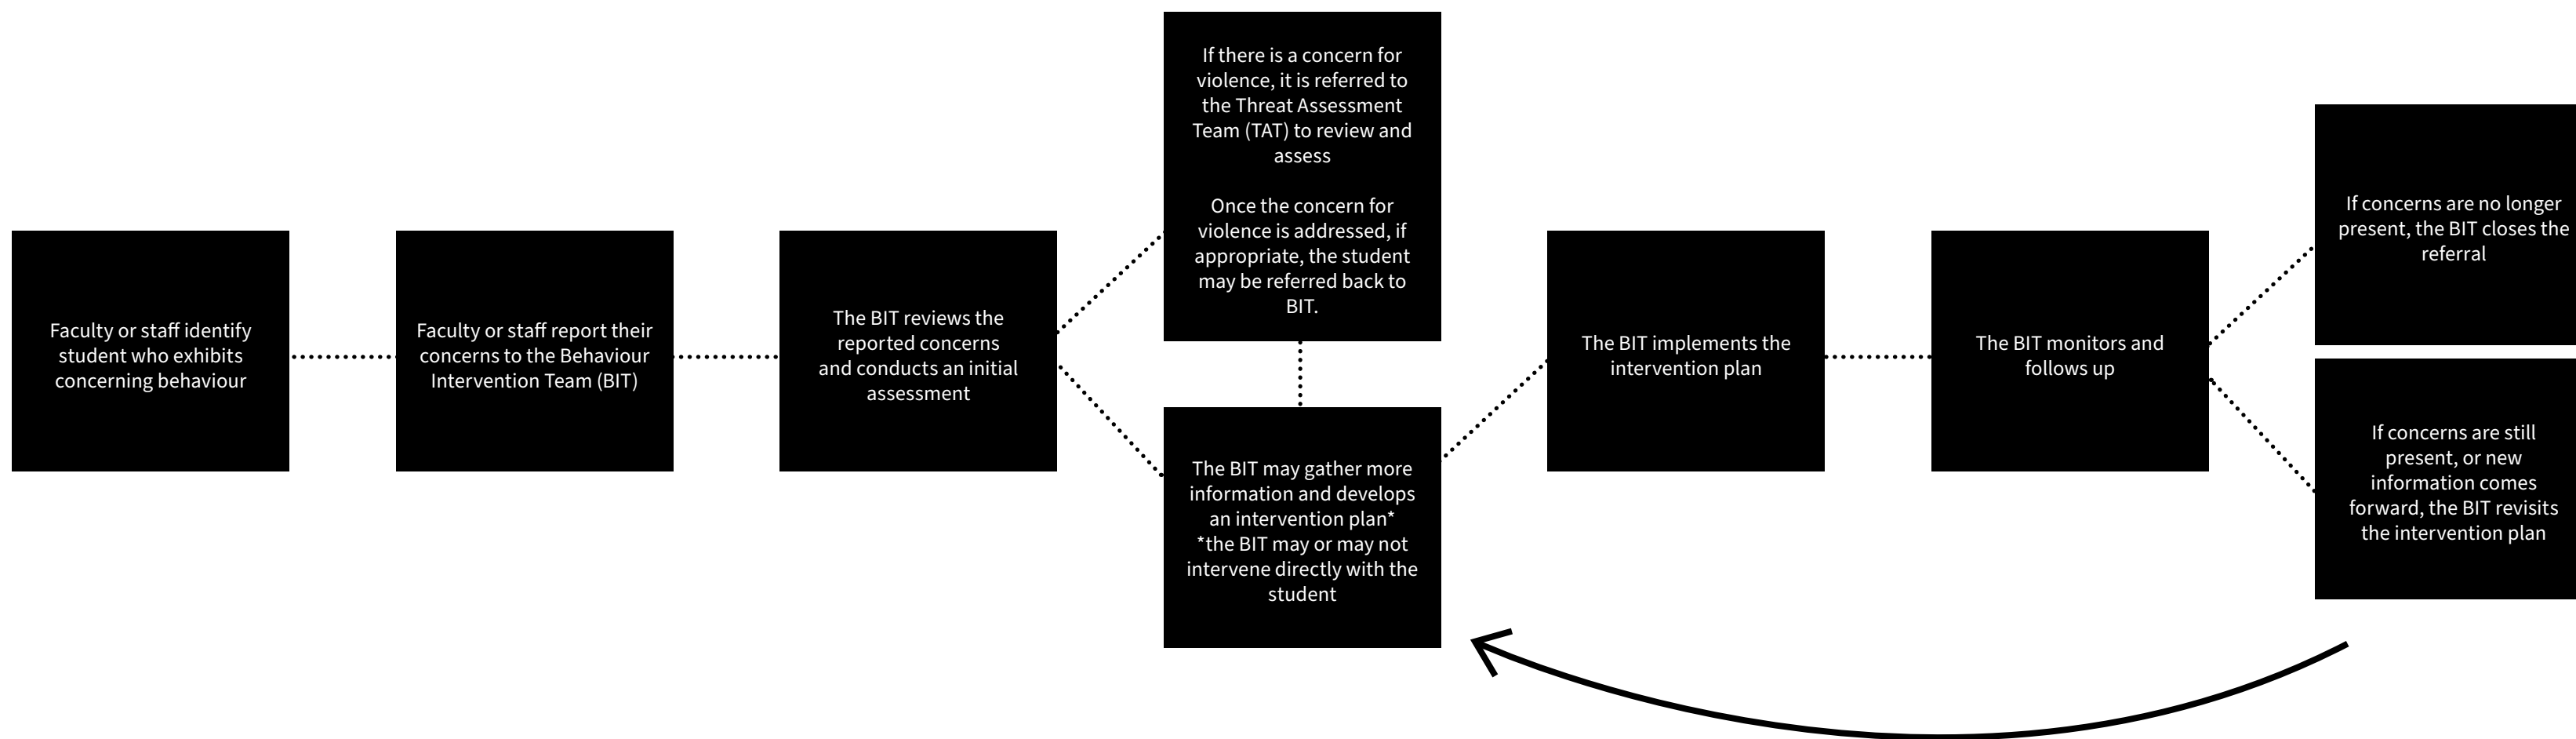 Faculty or staff identify
student who exhibits
concerning behaviour
Faculty or staff report their
concerns to the Behaviour
Intervention Team (BIT)
The BIT reviews the
reported concerns
and conducts an initial
assessment
If there is a concern for
violence, it is referred to
the Threat Assessment
Team (TAT) to review and
assess
Once the concern for
violence is addressed, if
appropriate, the student
may be referred back to
BIT.
The BIT may gather more
information and develops
an intervention plan*
*the BIT may or may not
intervene directly with the
student
The BIT implements the
intervention plan
The BIT monitors and
follows up
If concerns are no longer
present, the BIT closes the
referral
If concerns are still
present, or new
information comes
forward, the BIT revisits
the intervention plan